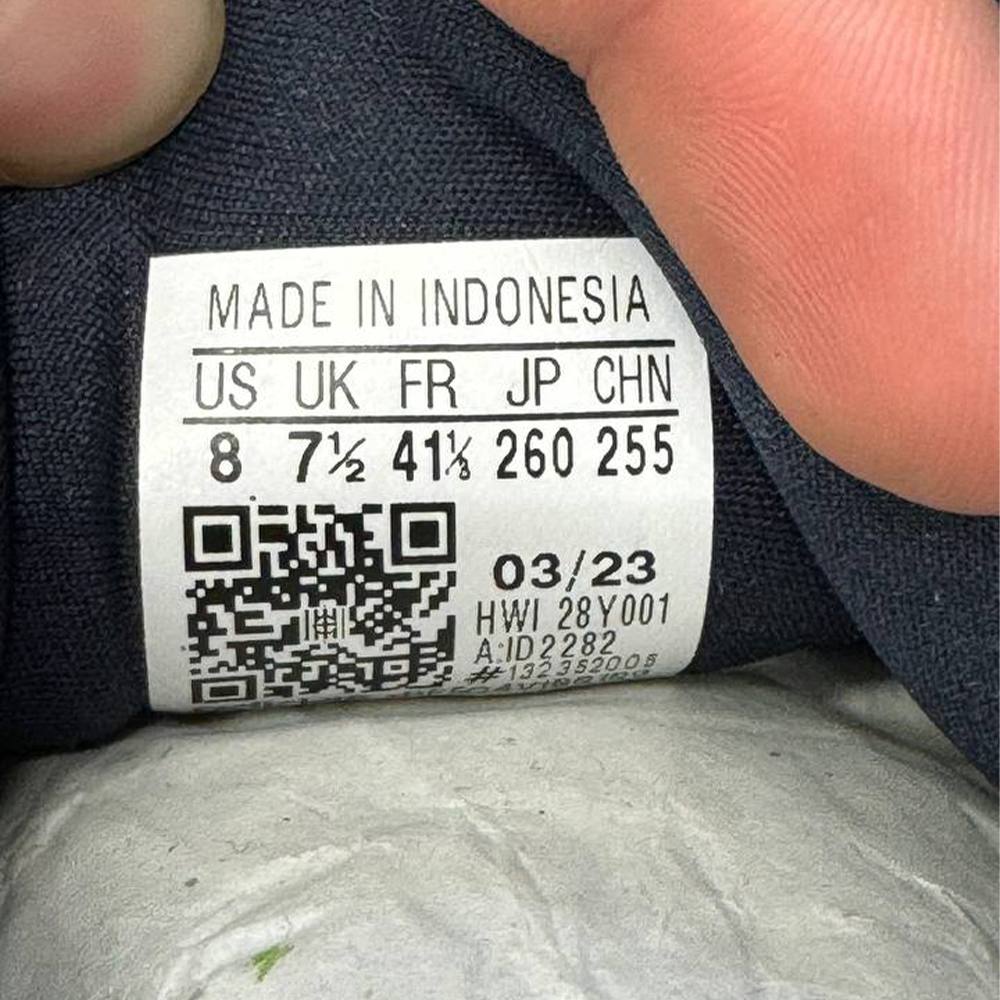 MADE IN INDONESIA
US UK FR JP CHN
8 7½ 41⅓ 260 255
03/23
HWI 28Y001
A:ID2282
#132352005